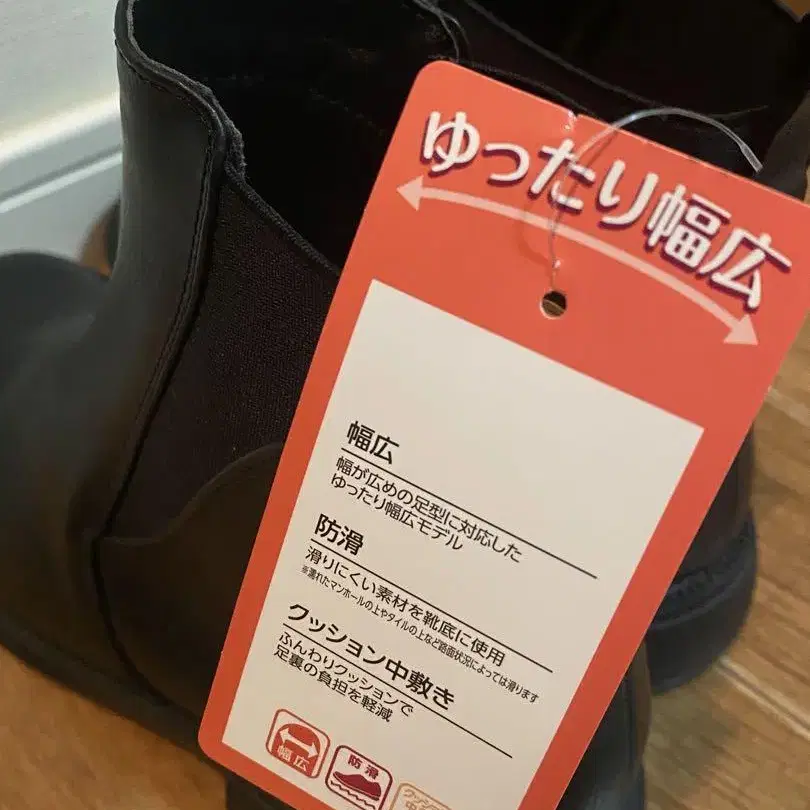 ゆったり幅広
幅広
幅が広めの足型に対応した
ゆったり幅広モデル
防滑
滑りにくい素材を靴底に使用
※濡れたマンホールの上やタイルの上など路面状況によっては滑ります
クッション中敷き
ふんわりクッションで
足裏の負担を軽減
幅広
防滑